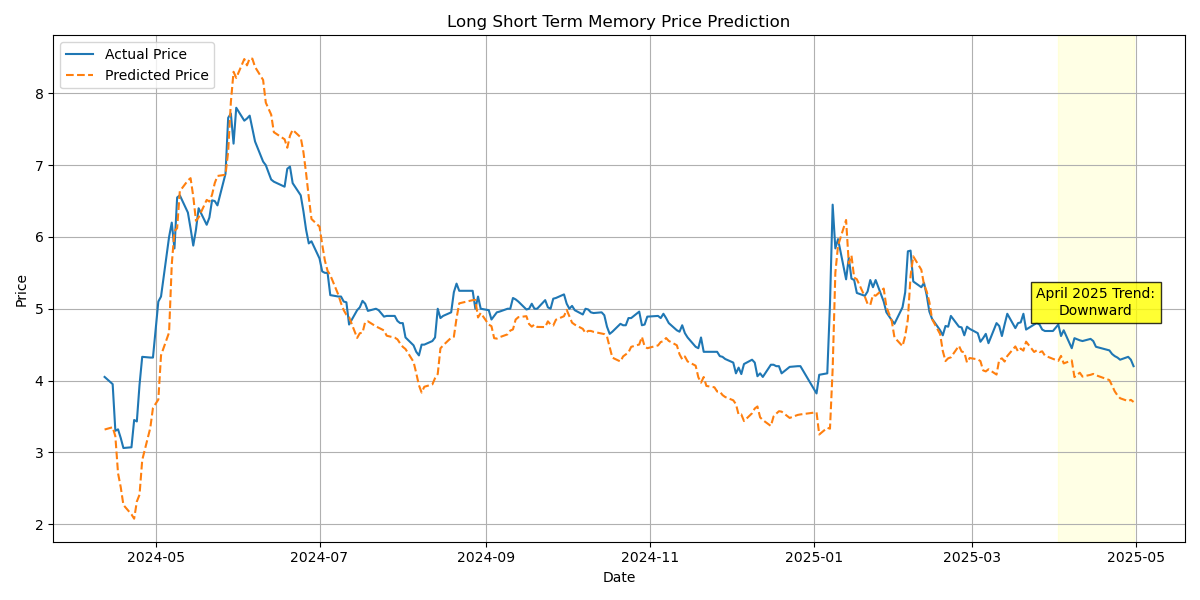 Long Short Term Memory Price Prediction
Actual Price
Predicted Price
8
7
6
5
4
3
2
Price
April 2025 Trend:
Downward
2024-05
2024-07
2024-09
2024-11
2025-01
2025-03
2025-05
Date